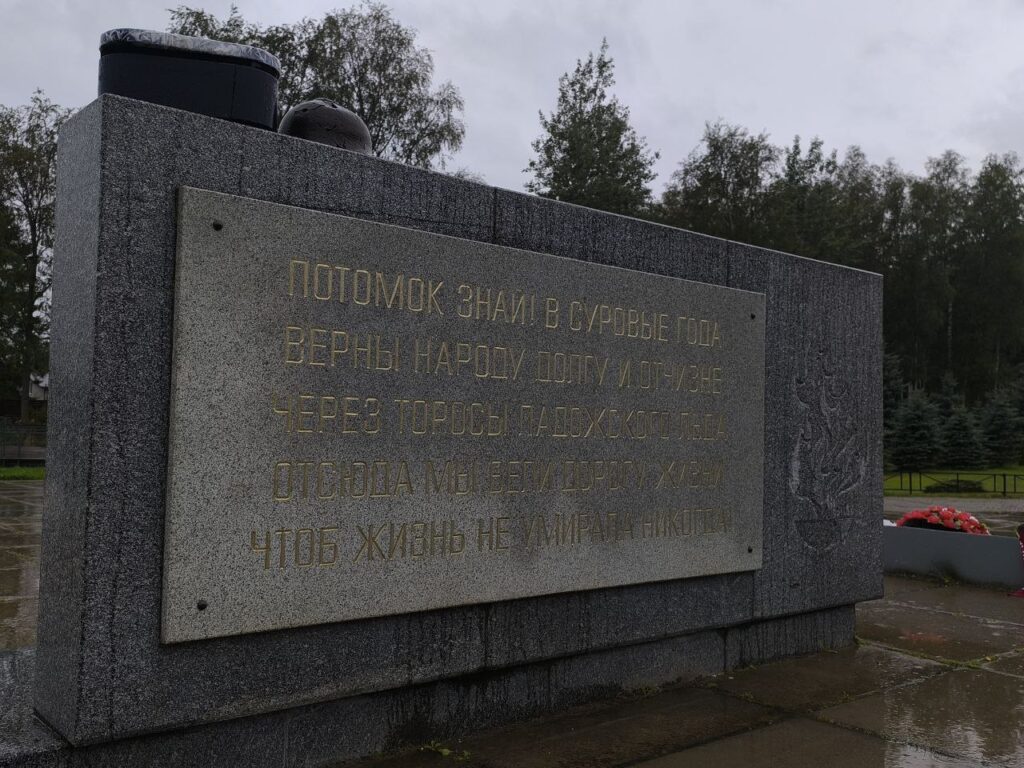 ПОТОМОК ЗНАЙ! В СУРОВЫЕ ГОДА
ВЕРНЫ НАРОДУ ДОЛГУ И ОТЧИЗНЕ
ЧЕРЕЗ ТОРОСЫ ЛАДОЖСКОГО ЛЬДА
ОТСЮДА МЫ ВЕЛИ ДОРОГУ ЖИЗНИ
ЧТОБ ЖИЗНЬ НЕ УМИРАЛА НИКОГДА!